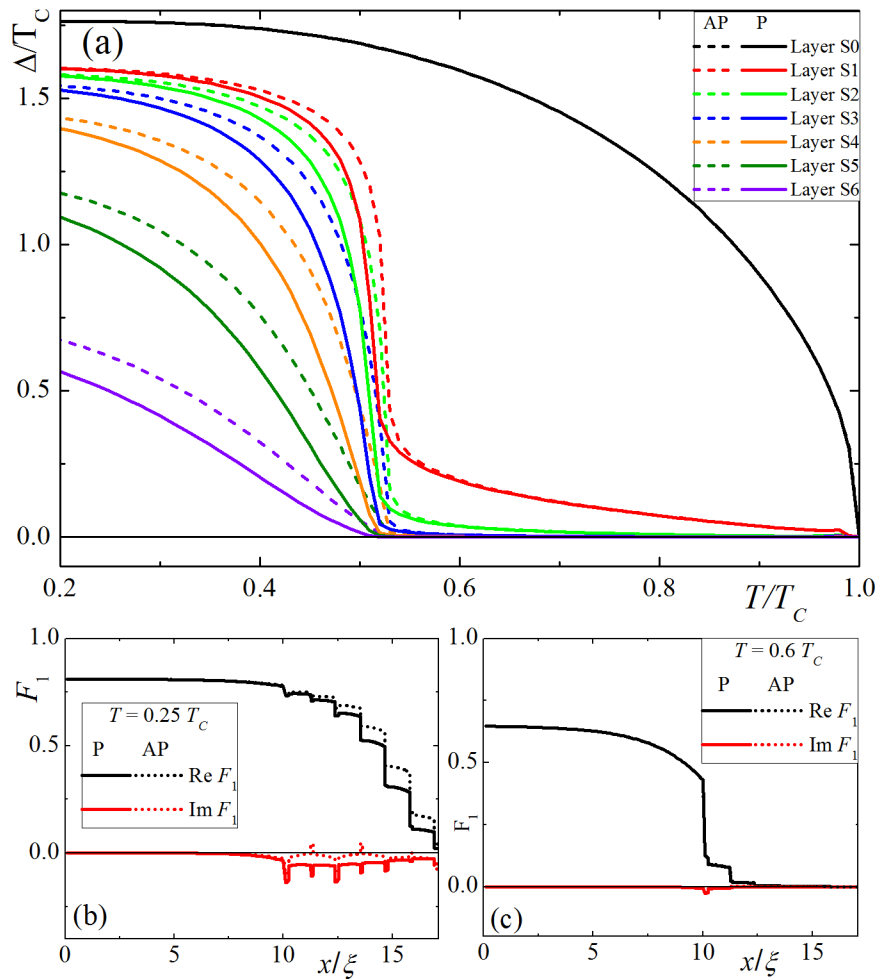 Δ/T_C
(a)
AP P
Layer S0
Layer S1
Layer S2
Layer S3
Layer S4
Layer S5
Layer S6
1.5
1.0
0.5
0.0
0.2 0.4 0.6 0.8 1.0
T/T_C
F_1
1.0
0.5
0.0
T = 0.25 T_C
P AP
Re F_1
Im F_1
(b)
0 5 10 15
x/ξ
F_1
1.0
0.5
0.0
T = 0.6 T_C
P AP
Re F_1
Im F_1
(c)
0 5 10 15
x/ξ